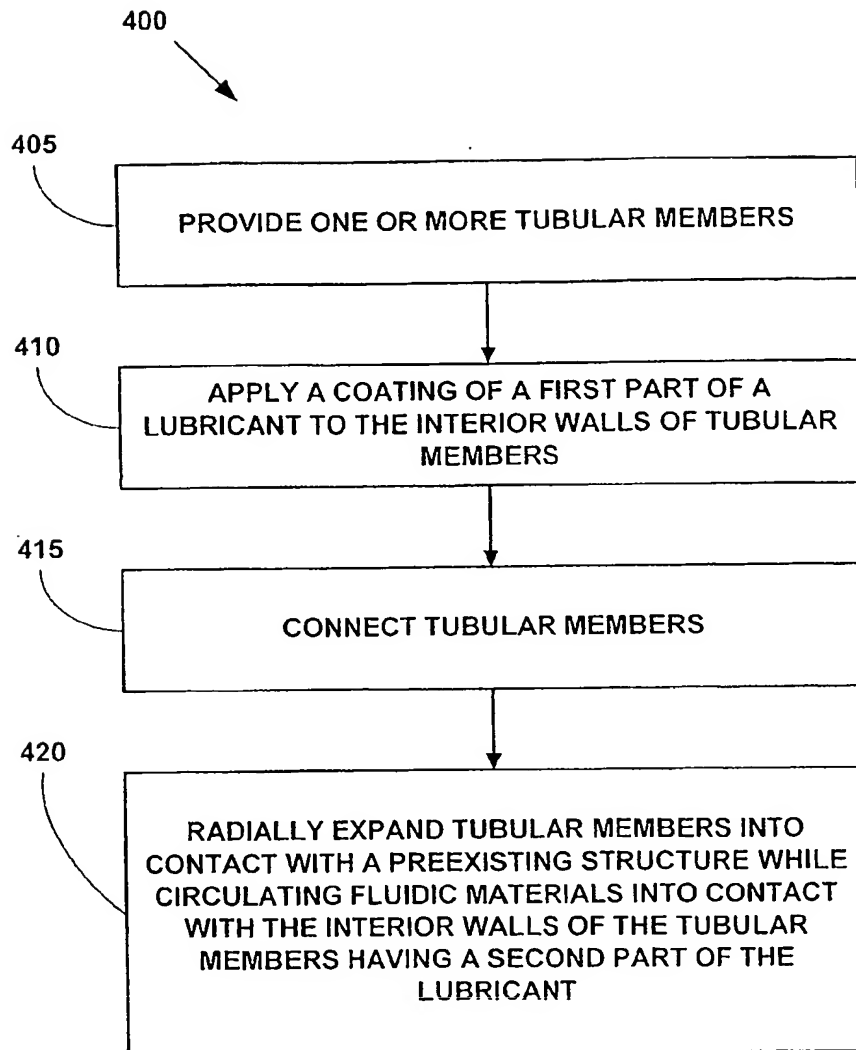 400
405
PROVIDE ONE OR MORE TUBULAR MEMBERS
410
APPLY A COATING OF A FIRST PART OF A
LUBRICANT TO THE INTERIOR WALLS OF TUBULAR
MEMBERS
415
CONNECT TUBULAR MEMBERS
420
RADIALLY EXPAND TUBULAR MEMBERS INTO
CONTACT WITH A PREEXISTING STRUCTURE WHILE
CIRCULATING FLUIDIC MATERIALS INTO CONTACT
WITH THE INTERIOR WALLS OF THE TUBULAR
MEMBERS HAVING A SECOND PART OF THE
LUBRICANT